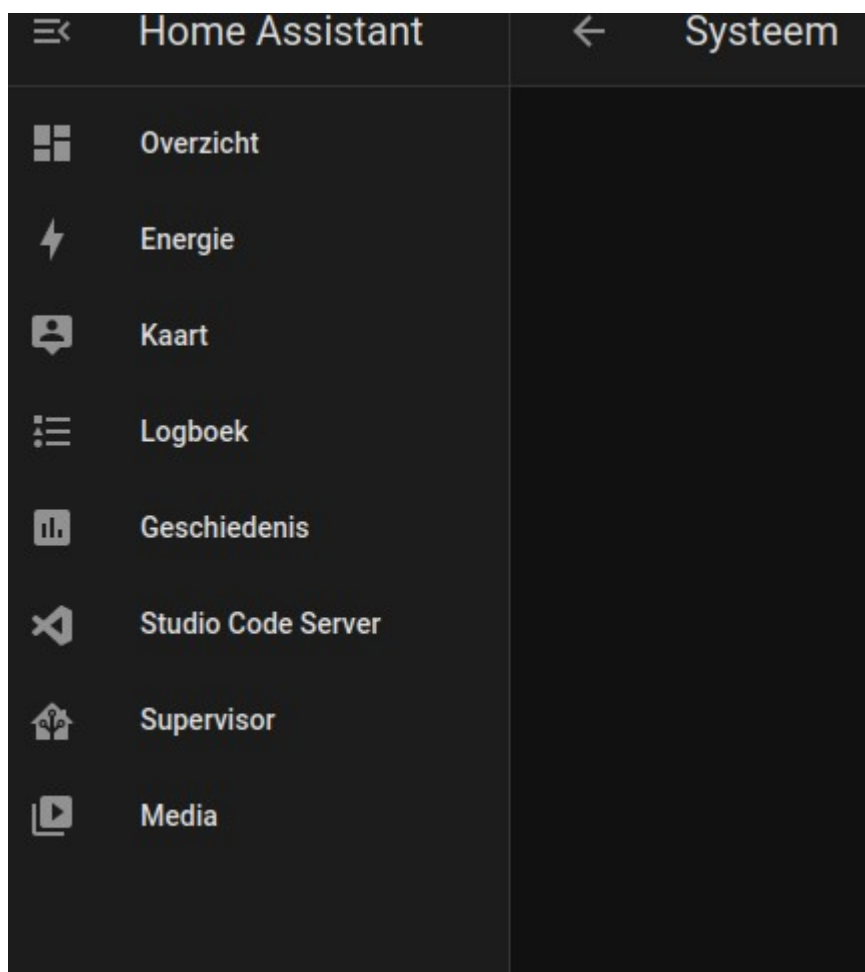 Home Assistant
Systeem
Overzicht
Energie
Kaart
Logboek
Geschiedenis
Studio Code Server
Supervisor
Media